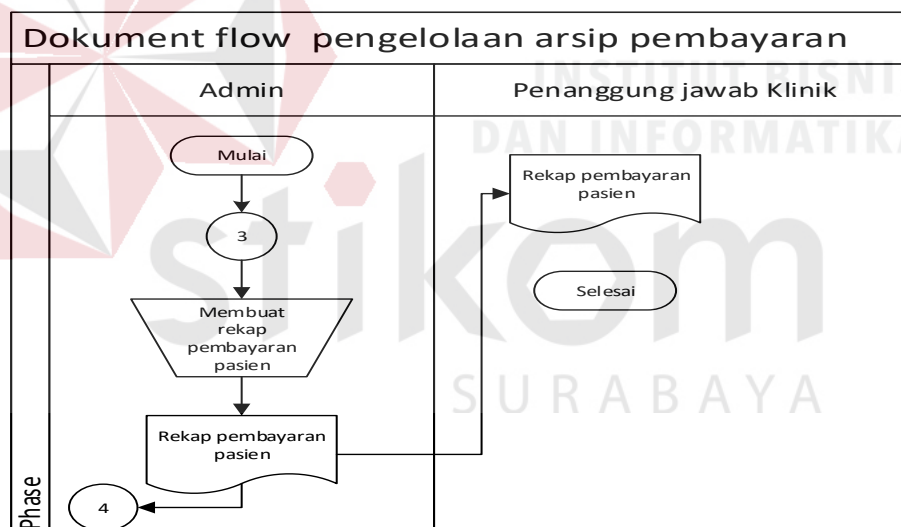 Dokument flow pengelolaan arsip pembayaran
Admin
Penanggung jawab Klinik
INSTITUT BISNI
DAN INFORMATIKA
Mulai
3
Membuat
rekap
pembayaran
pasien
Rekap pembayaran
pasien
4
Rekap pembayaran
pasien
Selesai
stikom
SURABAYA
Phase